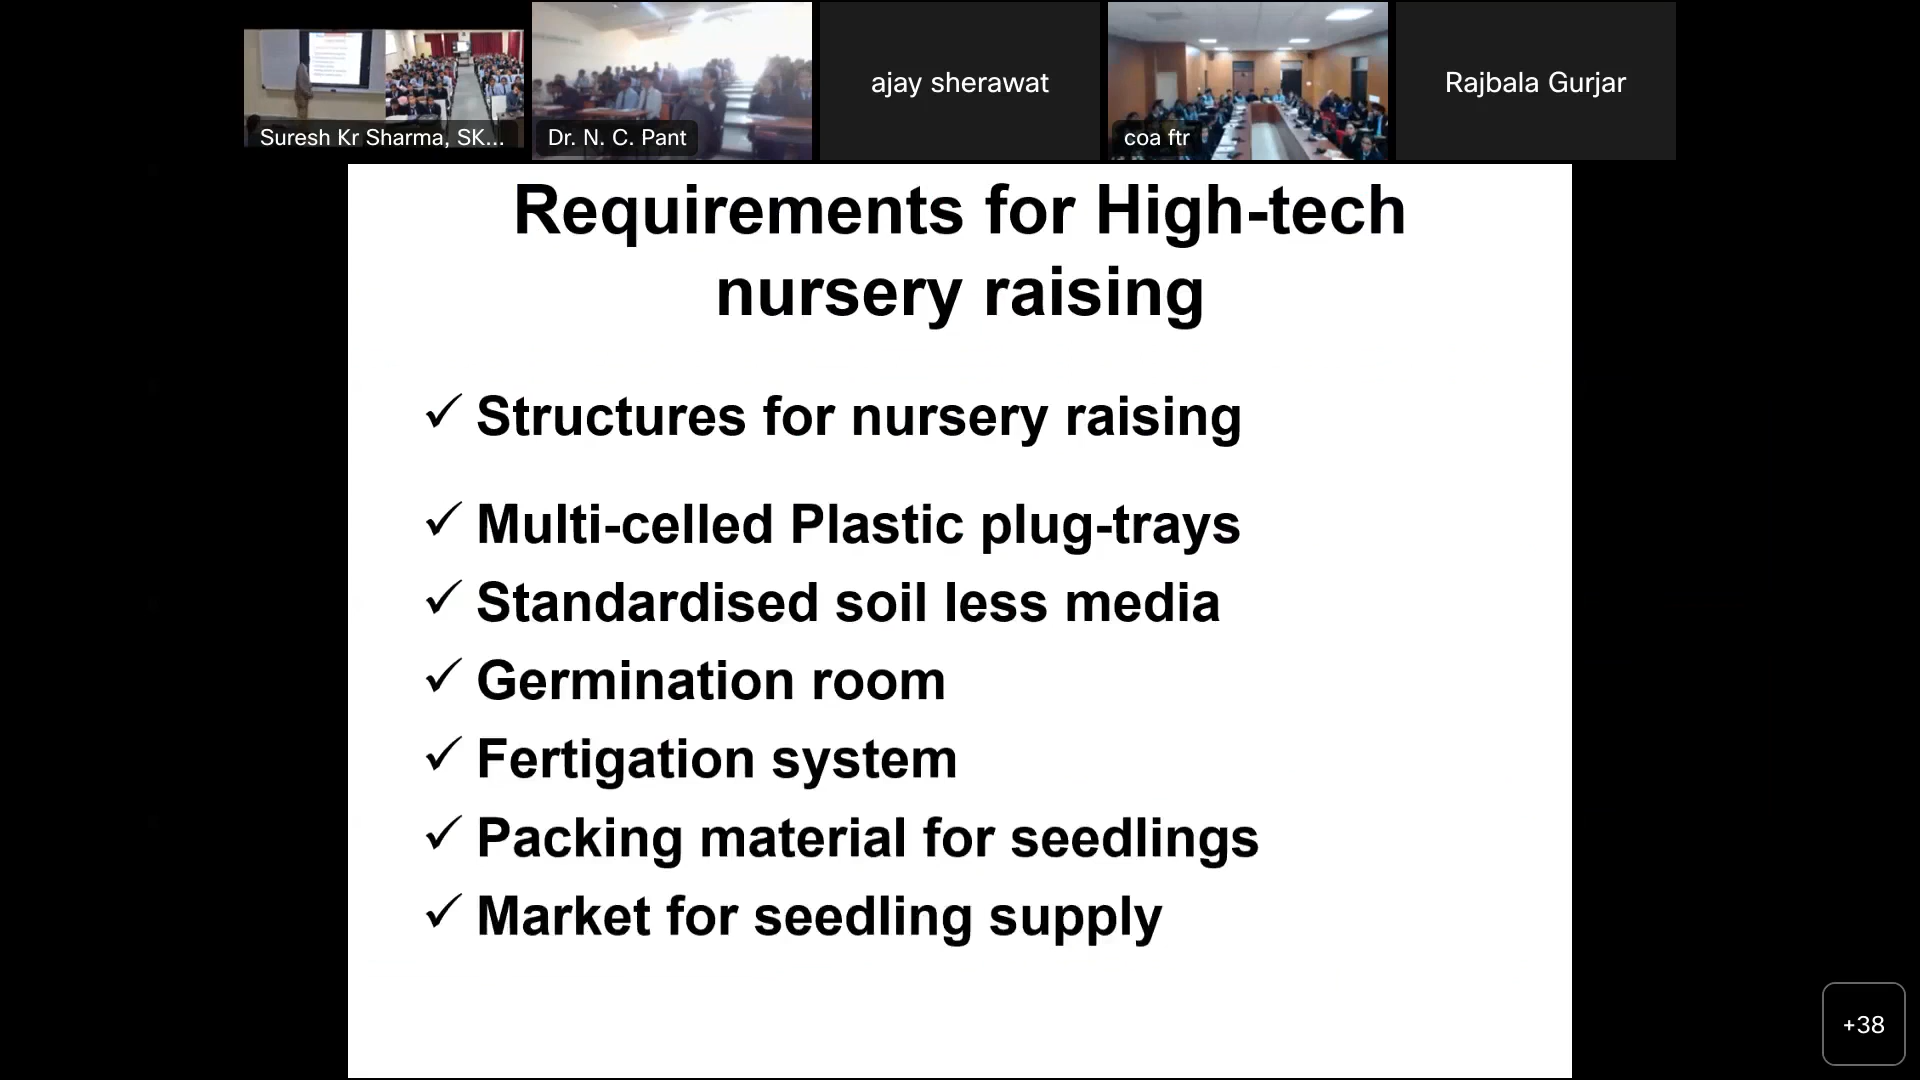 Suresh Kr Sharma, SK...
Dr. N. C. Pant
ajay sherawat
coa ftr
Rajbala Gurjar
Requirements for High-tech
nursery raising
✓ Structures for nursery raising
✓ Multi-celled Plastic plug-trays
✓ Standardised soil less media
✓ Germination room
✓ Fertigation system
✓ Packing material for seedlings
✓ Market for seedling supply
+38